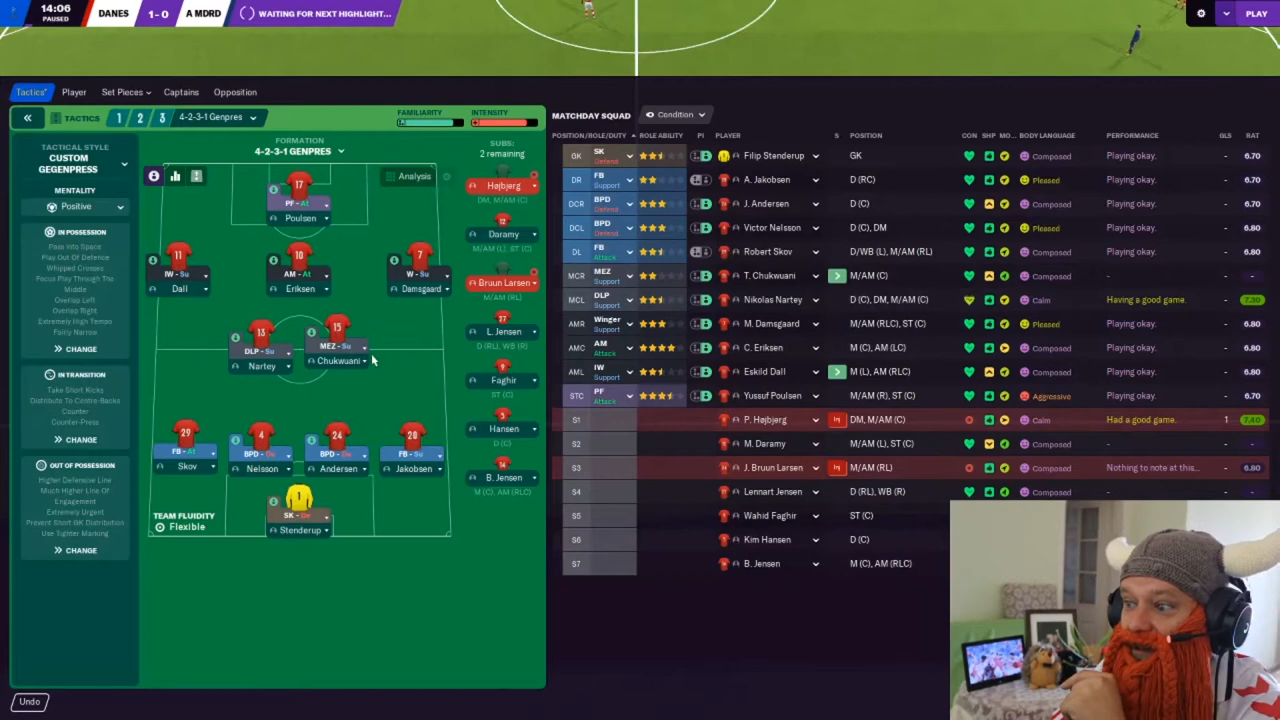 14:06
PAUSED
DANES
1 - 0
A MDRD
WAITING FOR NEXT HIGHLIGHT...
PLAY
Tactics*
Player
Set Pieces
Captains
Opposition
TACTICS
1
2
3
4-2-3-1 Genpres
FAMILIARITY
INTENSITY
TACTICAL STYLE
CUSTOM
GEGENPRESS
MENTALITY
Positive
IN POSSESSION
Pass Into Space
Play Out Of Defence
Whipped Crosses
Focus Play Through The
Middle
Overlap Left
Overlap Right
Extremely High Tempo
Fairly Narrow
CHANGE
IN TRANSITION
Take Short Kicks
Distribute To Centre-Backs
Counter
Counter-Press
CHANGE
OUT OF POSSESSION
Higher Defensive Line
Much Higher Line Of
Engagement
Extremely Urgent
Prevent Short GK Distribution
Use Tighter Marking
CHANGE
FORMATION
4-2-3-1 GENPRES
Analysis
17
PF - At
Poulsen
11
IW - Su
Dall
10
AM - At
Eriksen
7
W - Su
Damsgaard
13
DLP - Su
Nartey
15
MEZ - Su
Chukwuani
29
FB - At
Skov
4
BPD - De
Nelsson
24
BPD - De
Andersen
20
FB - Su
Jakobsen
1
SK - De
Stenderup
TEAM FLUIDITY
Flexible
SUBS:
2 remaining
Højbjerg
DM, M/AM (C)
12
Daramy
M/AM (L), ST (C)
Bruun Larsen
M/AM (RL)
27
L. Jensen
D (RL), WB (R)
9
Faghir
ST (C)
5
Hansen
D (C)
14
B. Jensen
M (C), AM (RLC)
MATCHDAY SQUAD
Condition
POSITION/ROLE/DUTY ROLE ABILITY PI PLAYER S POSITION CON SHP MO... BODY LANGUAGE PERFORMANCE GLS RAT
GK SK Defend Filip Stenderup GK Composed Playing okay. - 6.70
DR FB Support A. Jakobsen D (RC) Pleased Playing okay. - 6.70
DCR BPD Defend J. Andersen D (C) Composed Playing okay. - 6.70
DCL BPD Defend Victor Nelsson D (C), DM Pleased Playing okay. - 6.70
DL FB Attack Robert Skov D/WB (L), M/AM (RL) Composed Playing okay. - 6.80
MCR MEZ Support T. Chukwuani M/AM (C) Composed - - -
MCL DLP Support Nikolas Nartey D (C), DM, M/AM (C) Calm Having a good game. - 7.30
AMR Winger Support M. Damsgaard M/AM (RLC), ST (C) Pleased Playing okay. - 6.80
AMC AM Attack C. Eriksen M (C), AM (LC) Composed Playing okay. - 6.80
AML IW Support Eskild Dall M (L), AM (RLC) Composed Playing okay. - 6.80
STC PF Attack Yussuf Poulsen M/AM (R), ST (C) Aggressive Playing okay. - 6.70
S1 P. Højbjerg Inj DM, M/AM (C) Calm Had a good game. 1 7.40
S2 M. Daramy M/AM (L), ST (C) Composed - - -
S3 J. Bruun Larsen Inj M/AM (RL) Composed Nothing to note at this... - 6.80
S4 Lennart Jensen D (RL), WB (R) Composed - - -
S5 Wahid Faghir ST (C)
S6 Kim Hansen D (C)
S7 B. Jensen M (C), AM (RLC)
Undo